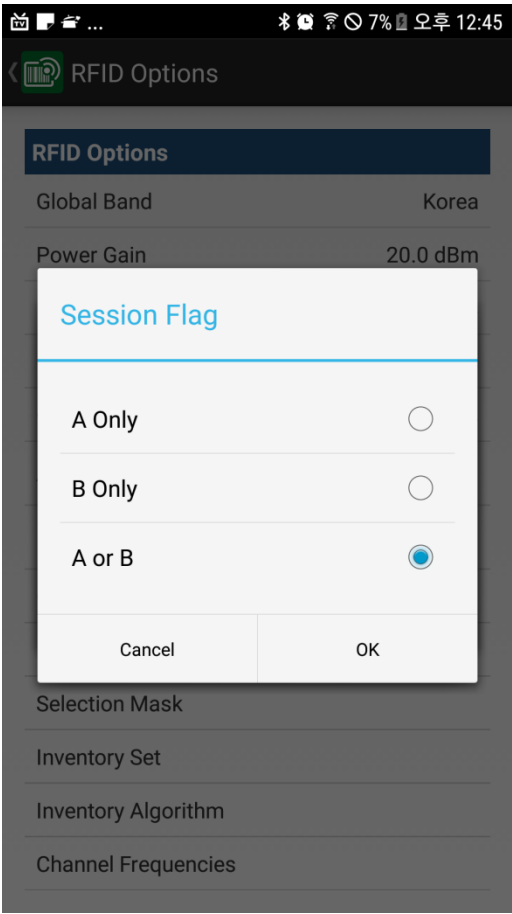 ... 7% 오후 12:45
RFID Options
RFID Options
Global Band Korea
Power Gain 20.0 dBm
Session Flag
A Only
B Only
A or B
Cancel OK
Selection Mask
Inventory Set
Inventory Algorithm
Channel Frequencies